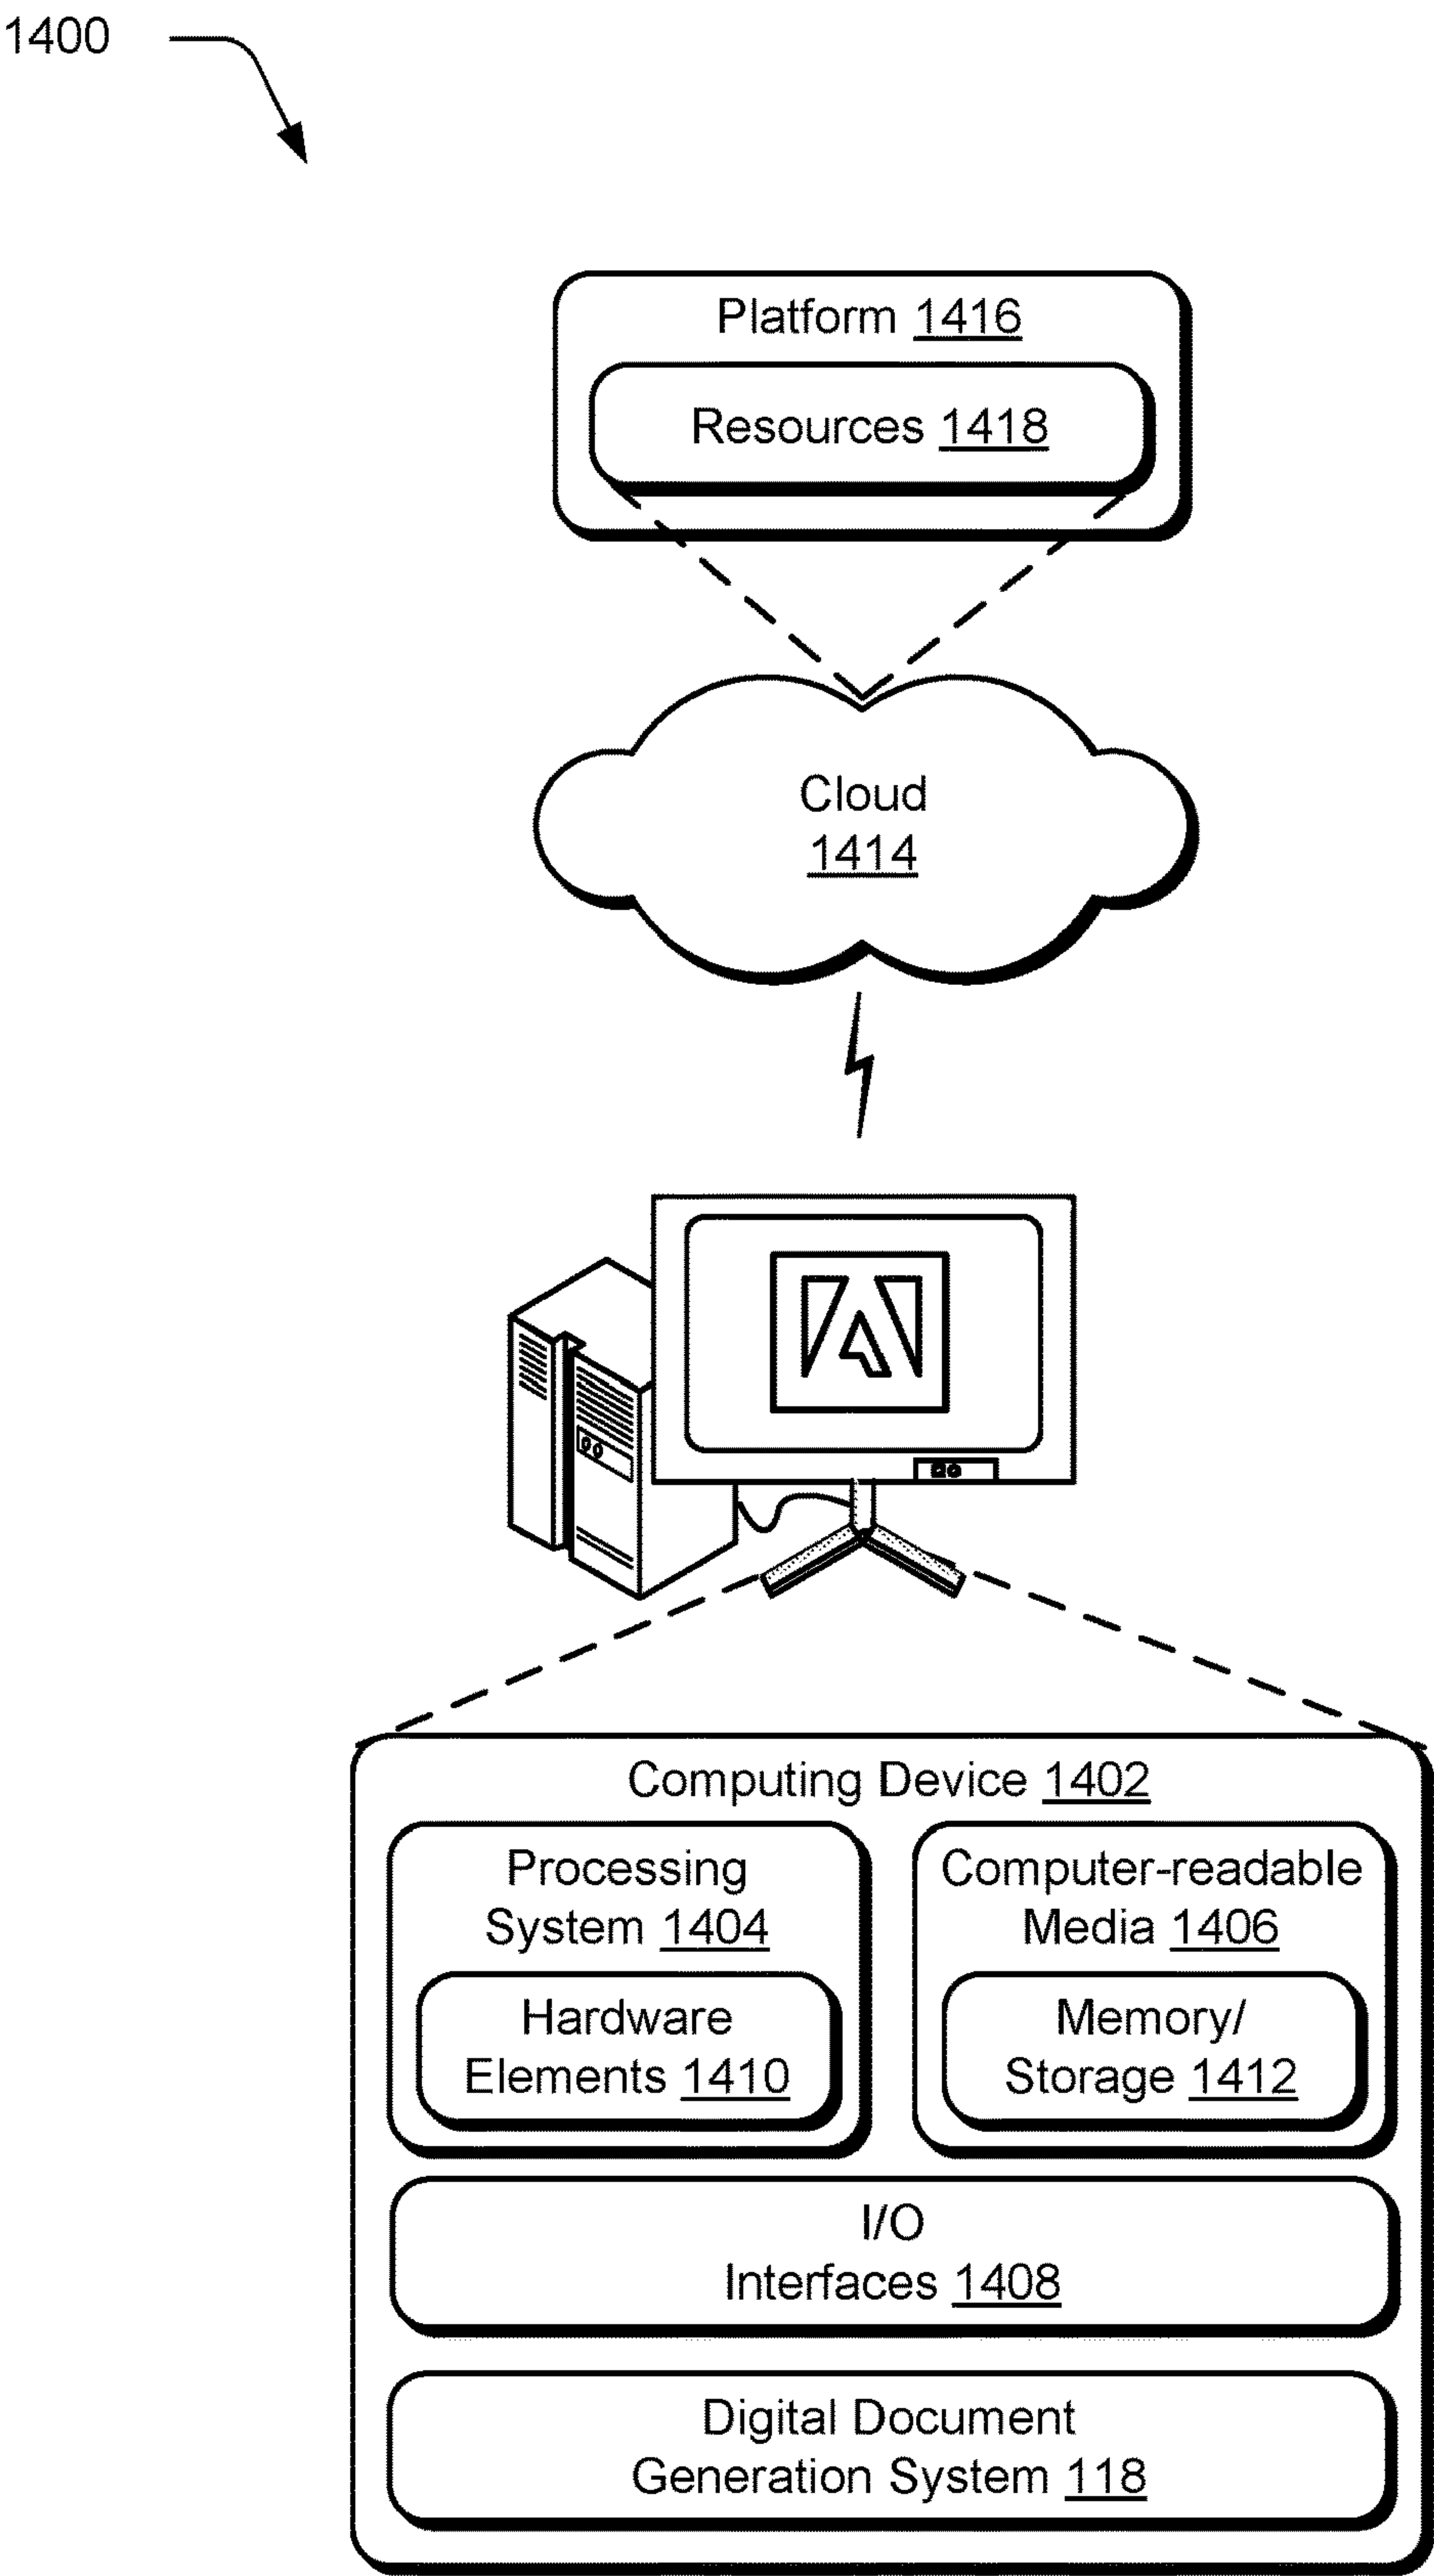 1400
Platform 1416
Resources 1418
Cloud
1414
Computing Device 1402
Processing
System 1404
Hardware
Elements 1410
Computer-readable
Media 1406
Memory/
Storage 1412
I/O
Interfaces 1408
Digital Document
Generation System 118